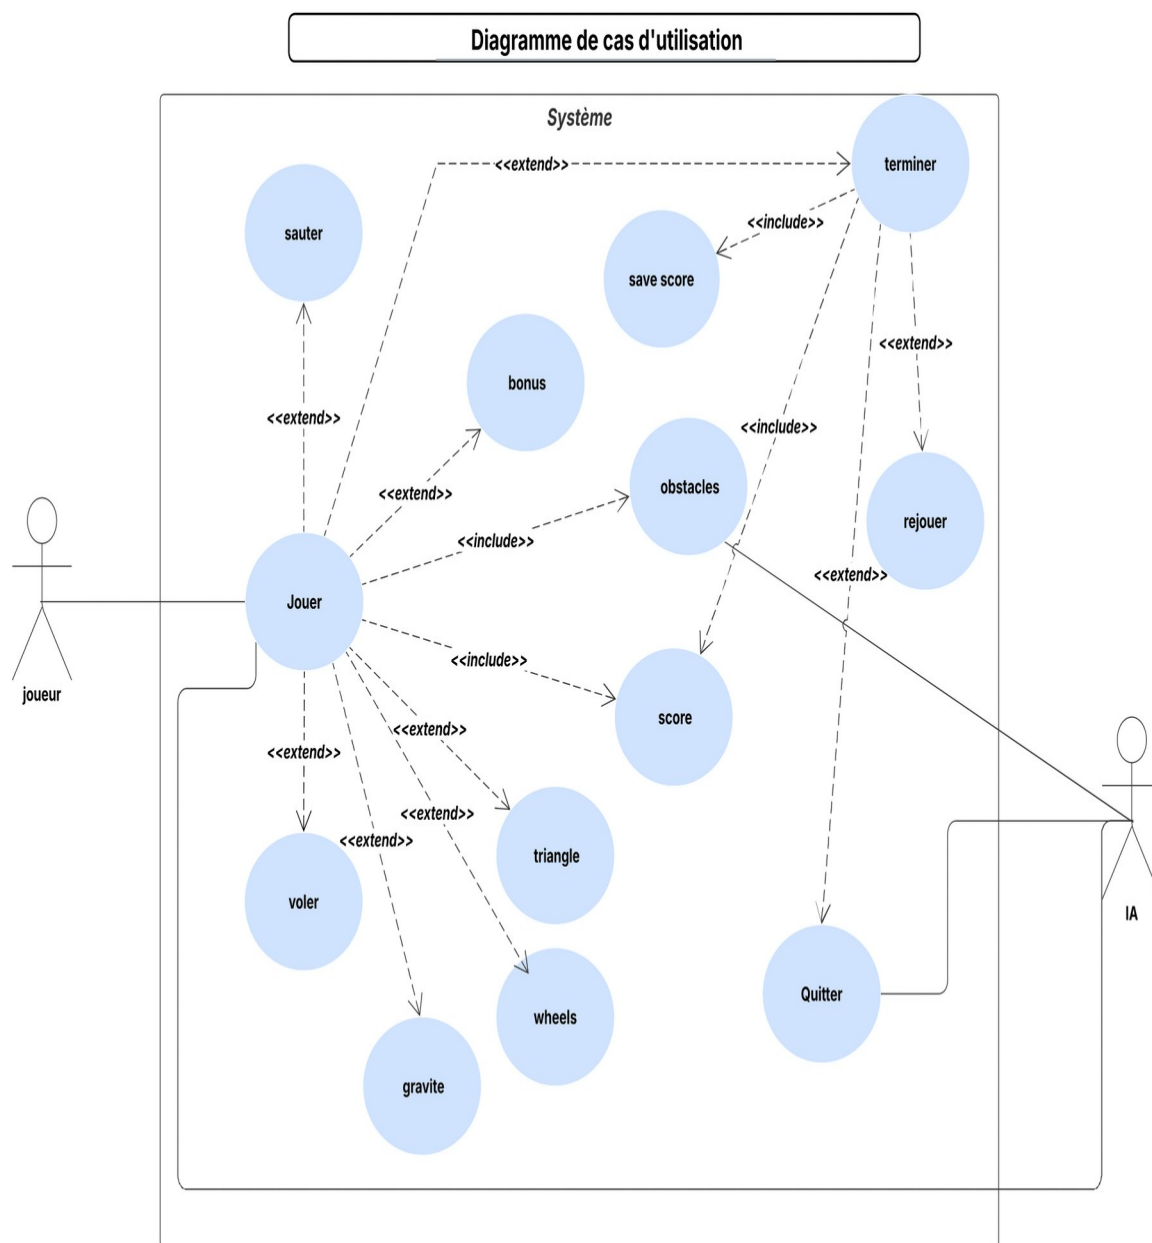 Diagramme de cas d'utilisation
Système
terminer
<<extend>>
sauter
<<include>>
save score
<<extend>>
bonus
<<extend>>
<<include>>
obstacles
<<extend>>
rejouer
<<include>>
<<extend>>
Jouer
joueur
<<include>>
score
<<extend>>
<<extend>>
<<extend>>
<<extend>>
triangle
voler
IA
Quitter
wheels
gravite